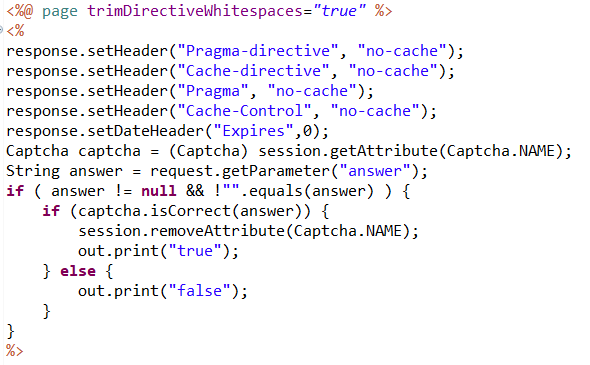 <%@ page trimDirectiveWhitespaces="true" %>
<%
response.setHeader("Pragma-directive", "no-cache");
response.setHeader("Cache-directive", "no-cache");
response.setHeader("Pragma", "no-cache");
response.setHeader("Cache-Control", "no-cache");
response.setDateHeader("Expires",0);
Captcha captcha = (Captcha) session.getAttribute(Captcha.NAME);
String answer = request.getParameter("answer");
if ( answer != null && !"".equals(answer) ) {
    if (captcha.isCorrect(answer)) {
        session.removeAttribute(Captcha.NAME);
        out.print("true");
    } else {
        out.print("false");
    }
}
%>